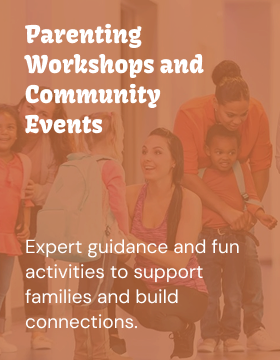 Parenting
Workshops and
Community
Events
Expert guidance and fun
activities to support
families and build
connections.